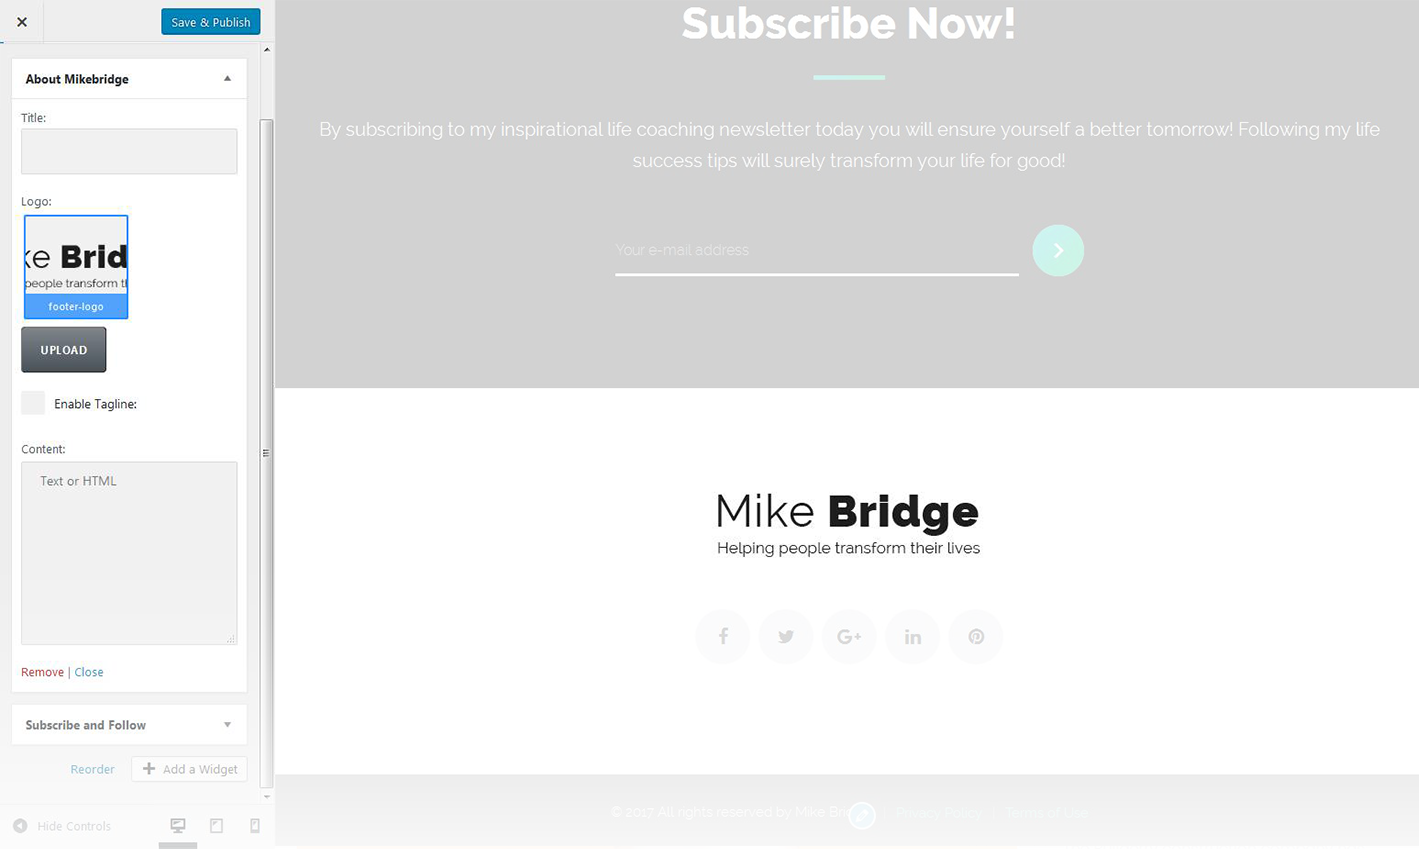 Save & Publish
About Mikebridge
Title:
Logo:
ke Brid
people transform th
footer-logo
UPLOAD
Enable Tagline:
Content:
Text or HTML
Remove | Close
Subscribe and Follow
Reorder
Add a Widget
Hide Controls
Subscribe Now!
By subscribing to my inspirational life coaching newsletter today you will ensure yourself a better tomorrow! Following my life
success tips will surely transform your life for good!
Your e-mail address
Mike Bridge
Helping people transform their lives
G+
in
© 2017 All rights reserved by Mike Bri
Privacy Policy
Terms of Use